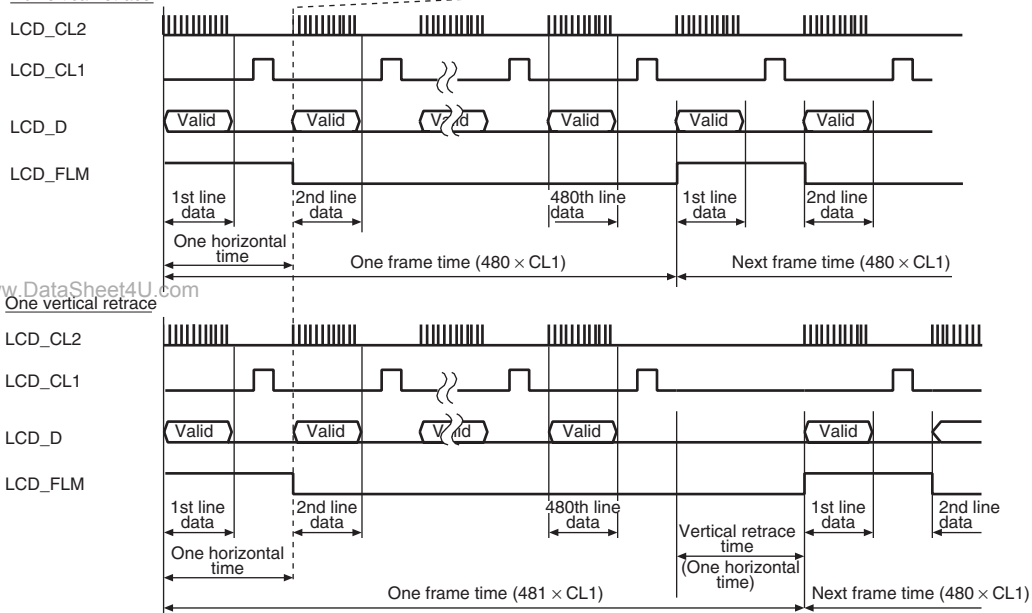 LCD_CL2
LCD_CL1
LCD_D
Valid Valid Valid Valid Valid Valid
LCD_FLM
1st line data
2nd line data
480th line data
1st line data
2nd line data
One horizontal time
One frame time (480 × CL1)
Next frame time (480 × CL1)
w.DataSheet4U.com
One vertical retrace
LCD_CL2
LCD_CL1
LCD_D
Valid Valid Valid Valid Valid
LCD_FLM
1st line data
2nd line data
480th line data
Vertical retrace time
(One horizontal time)
1st line data
2nd line data
One horizontal time
One frame time (481 × CL1)
Next frame time (480 × CL1)